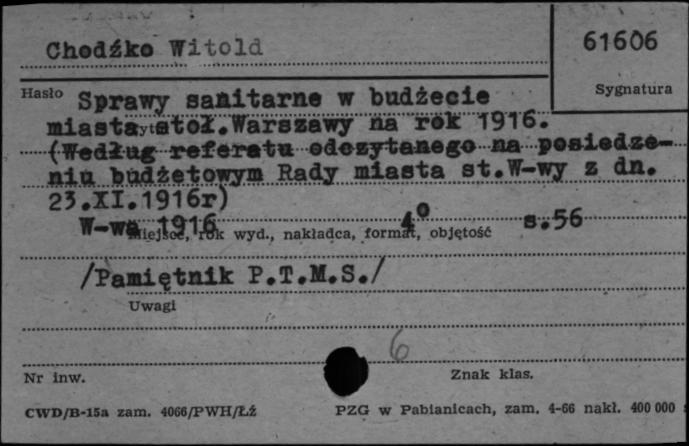 Chodźko Witold
61606
Hasło
Sygnatura
Sprawy sanitarne w budżecie
miasta stoł.Warszawy na rok 1916.
(Według referatu odczytanego na posiedze-
niu budżetowym Rady miasta st.W-wy z dn.
23.XI.1916r)
W-wa 1916 4⁰ s.56
Miejsce, rok wyd., nakładca, format, objętość
/Pamiętnik P.T.M.S./
Uwagi
6
Nr inw. Znak klas.
CWD/B-15a zam. 4066/PWH/Łż PZG w Pabianicach, zam. 4-66 nakł. 400 000